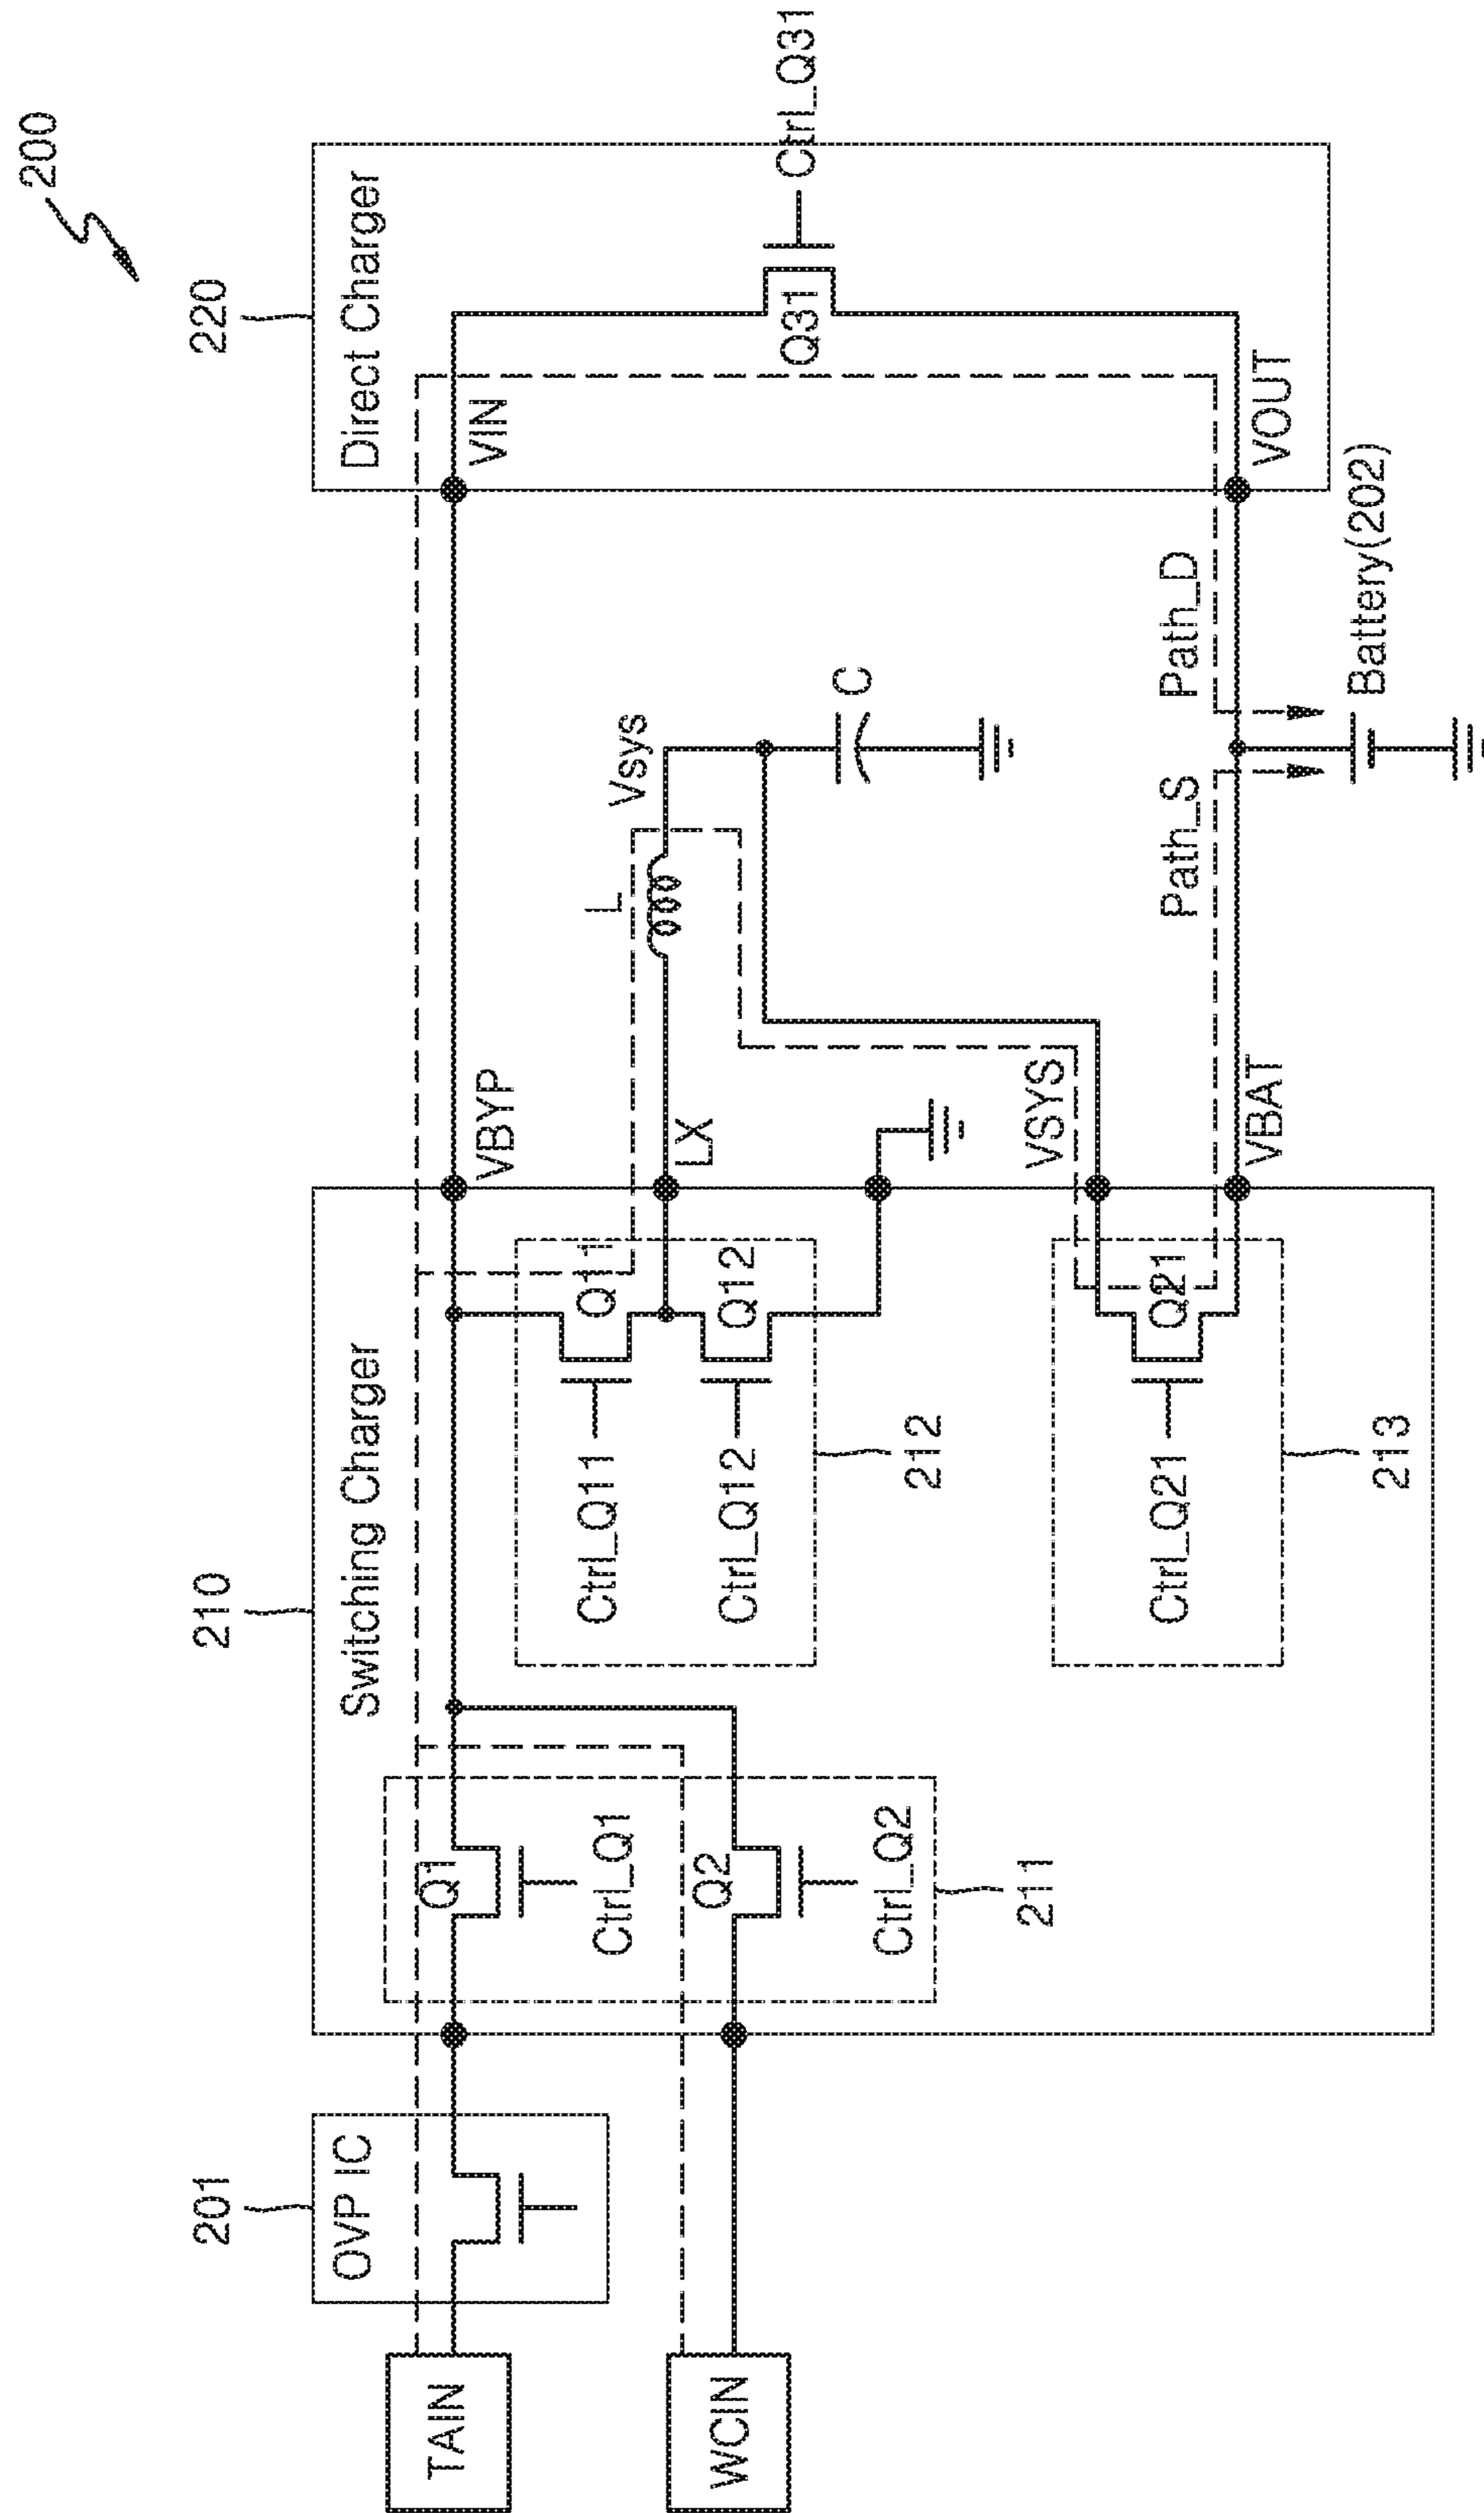 200
201
210
220
OVP IC
Switching Charger
Direct Charger
TAIN
Q1
VBYP
VIN
Ctrl_Q1
Ctrl_Q11
Q11
L
Vsys
LX
WCIN
Q2
Ctrl_Q12
Q12
Q31
Ctrl_Q31
C
Ctrl_Q2
212
211
VSYS
Ctrl_Q21
Q21
Path_S
Path_D
VBAT
VOUT
213
Battery(202)